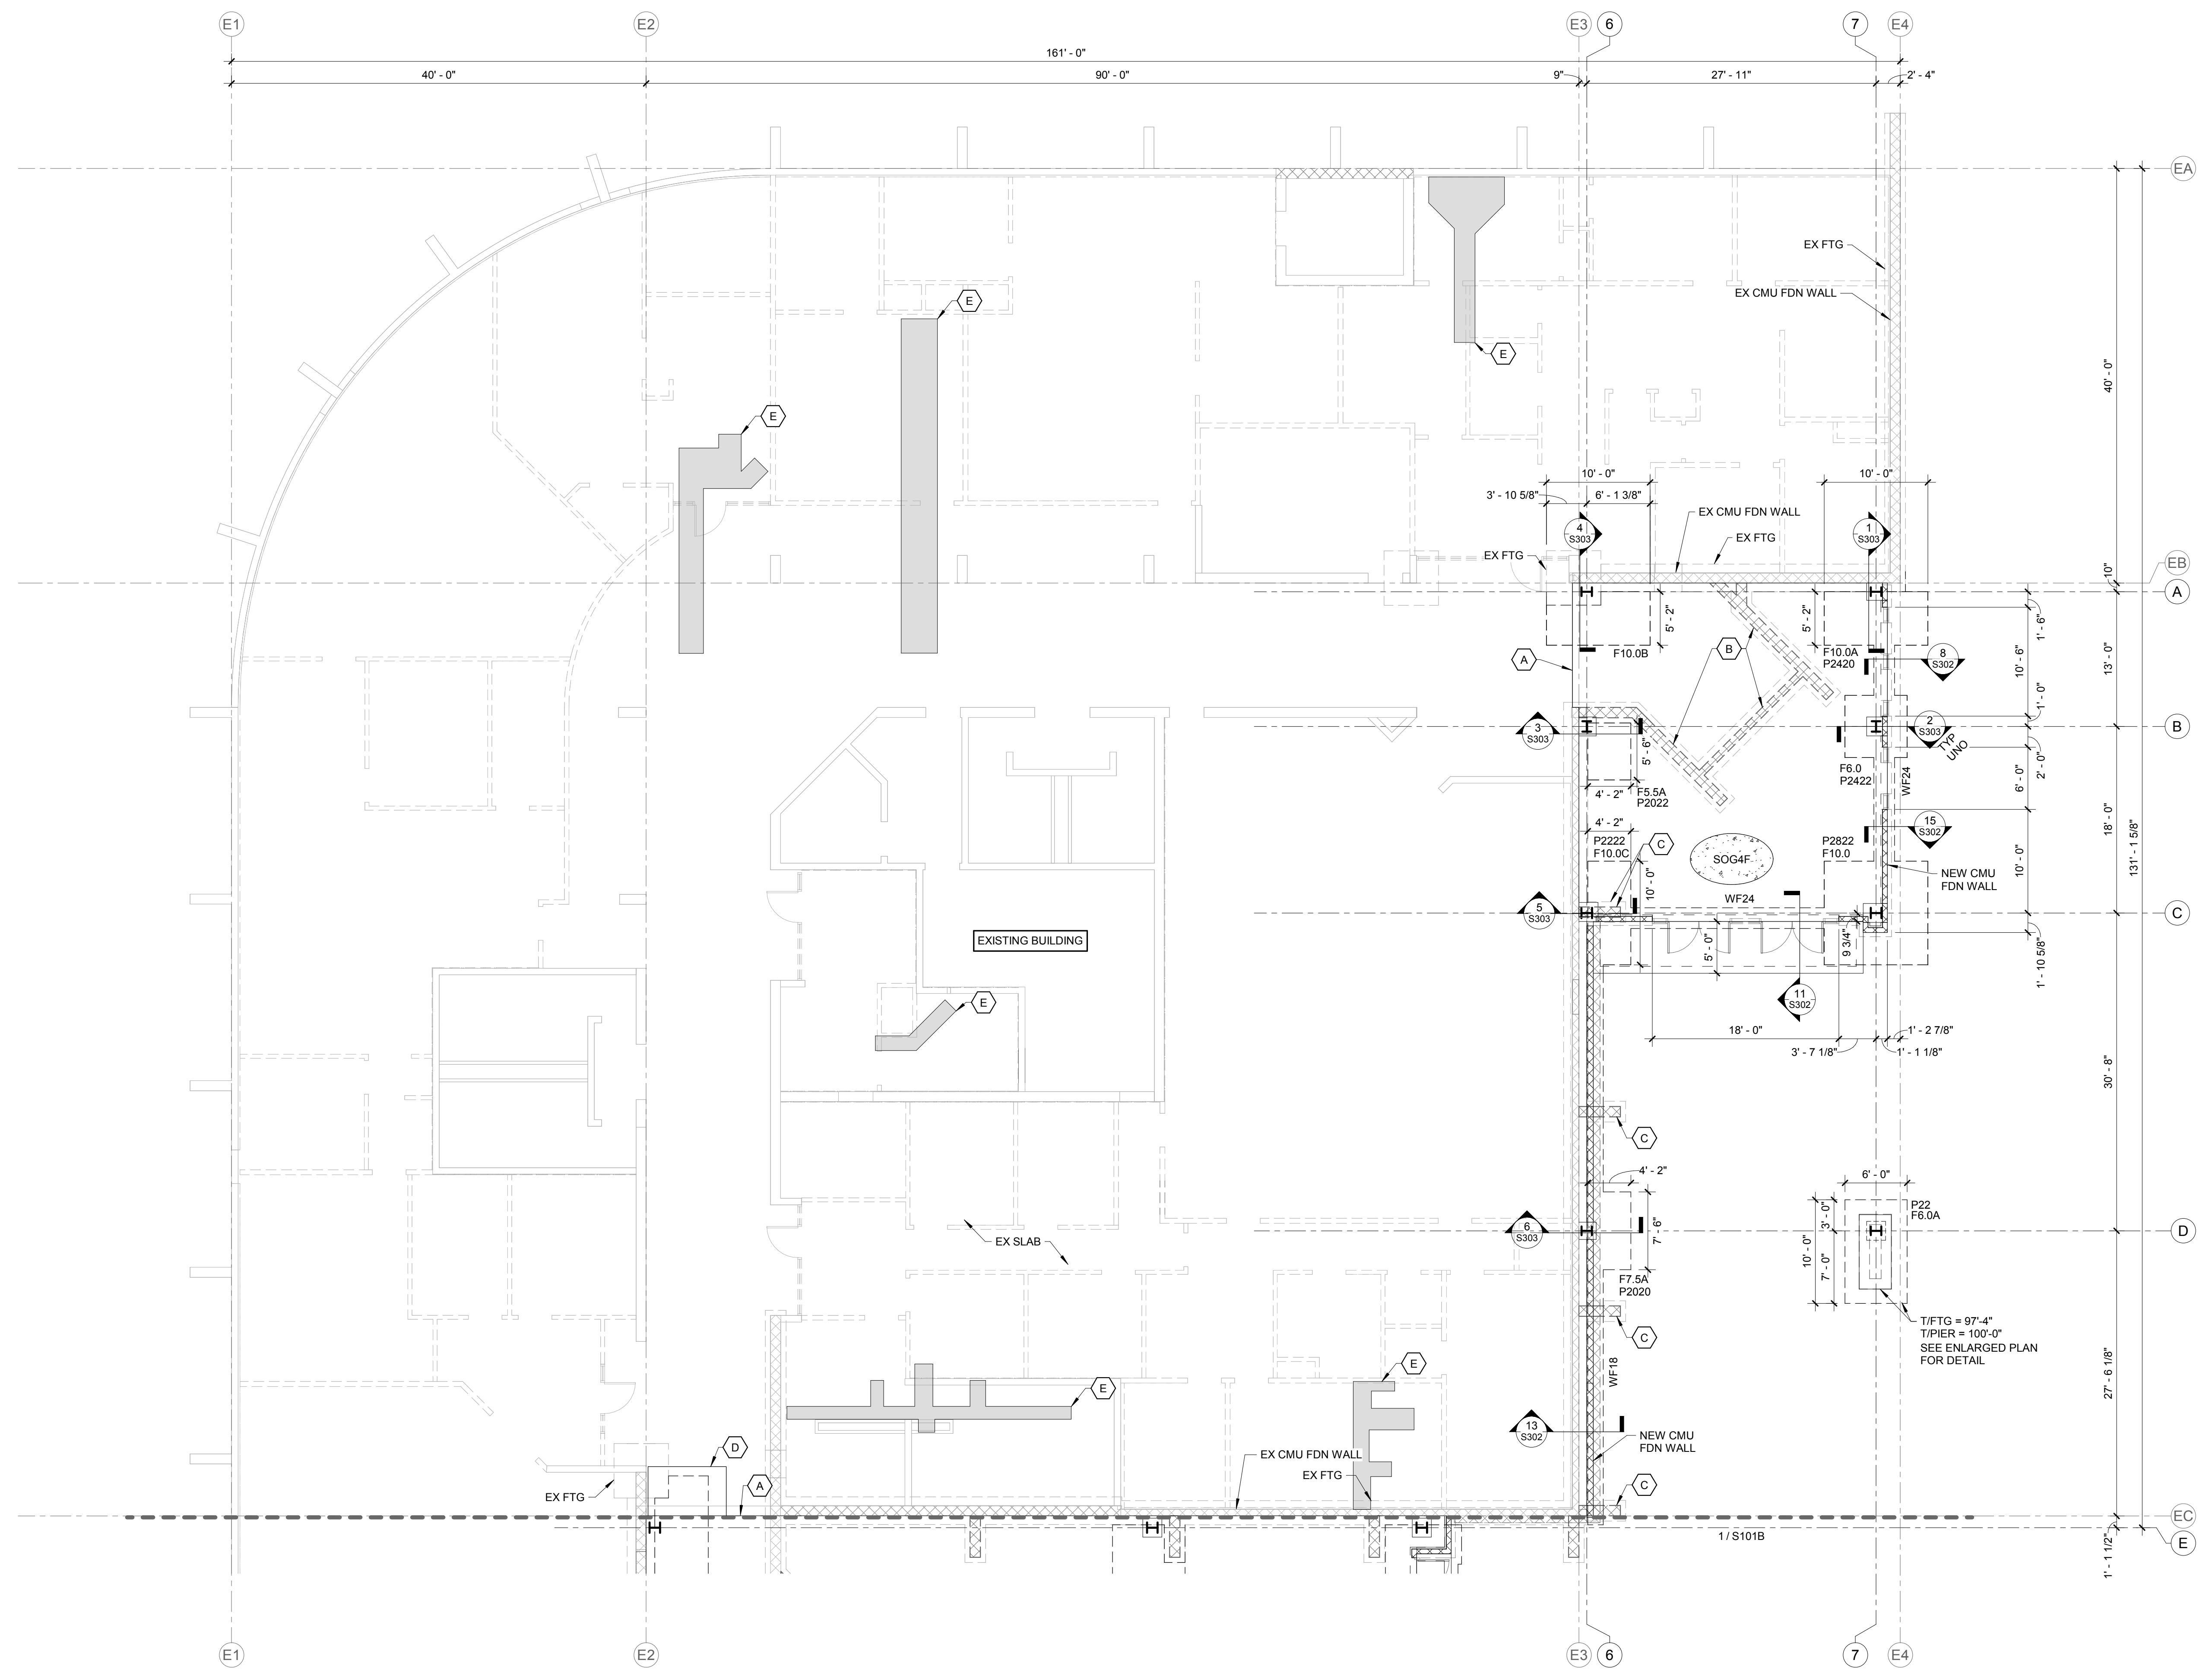 E1
E2
E3
6
7
E4
161' - 0"
40' - 0"
90' - 0"
9"
27' - 11"
2' - 4"
EA
EX FTG
E
EX CMU FDN WALL
E
40' - 0"
E
10' - 0"
10' - 0"
3' - 10 5/8"
6' - 1 3/8"
EX CMU FDN WALL
4
S303
1
S303
EX FTG
EX FTG
EB
10"
A
5' - 2"
5' - 2"
1' - 6"
F10.0B
B
F10.0A
P2420
8
S302
A
10' - 6"
13' - 0"
1' - 0"
3
S303
2
S303
TYP
UNO
B
5' - 6"
2' - 0"
F6.0
P2422
WF24
6' - 0"
4' - 2"
F5.5A
P2022
4' - 2"
15
S302
18' - 0"
131' - 1 5/8"
P2222
F10.0C
C
P2822
F10.0
SOG4F
10' - 0"
10' - 0"
NEW CMU
FDN WALL
WF24
5
S303
C
EXISTING BUILDING
5' - 0"
9 3/4"
1' - 10 5/8"
E
11
S302
18' - 0"
1' - 2 7/8"
3' - 7 1/8"
1' - 1 1/8"
30' - 8"
C
4' - 2"
6' - 0"
P22
F6.0A
3' - 0"
6
S303
7' - 6"
D
EX SLAB
10' - 0"
7' - 0"
F7.5A
P2020
T/FTG = 97'-4"
T/PIER = 100'-0"
SEE ENLARGED PLAN
FOR DETAIL
C
E
E
WF18
27' - 6 1/8"
13
S302
NEW CMU
FDN WALL
D
EX CMU FDN WALL
EX FTG
A
C
EX FTG
EC
1 / S101B
E
1' - 1 1/2"
E1
E2
E3
6
7
E4